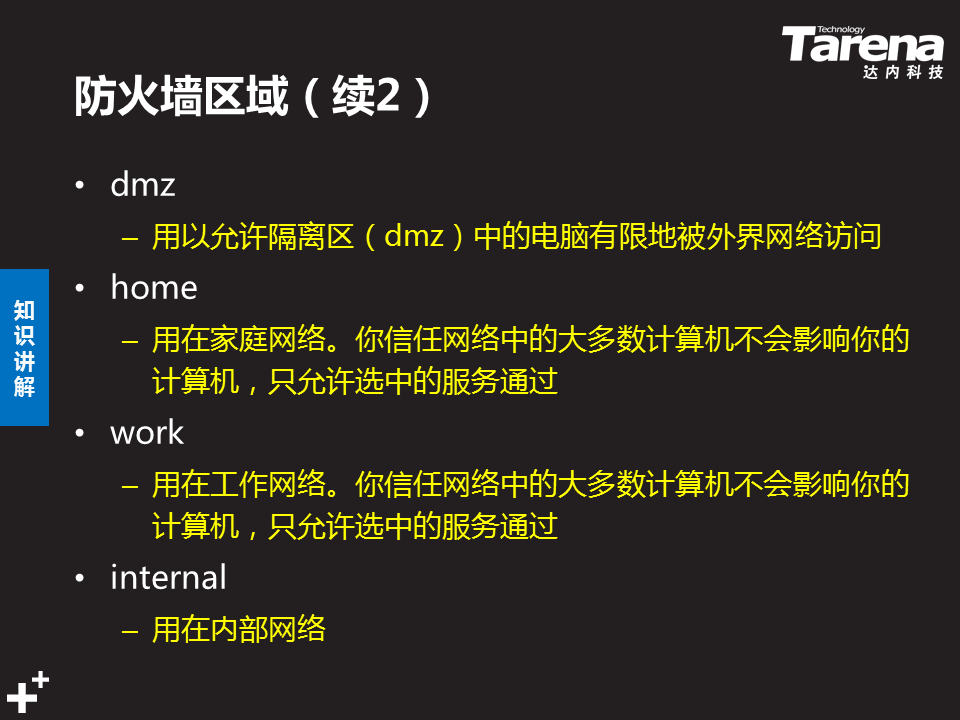 Technology
Tarena
达内科技
防火墙区域（续2）
• dmz
– 用以允许隔离区（dmz）中的电脑有限地被外界网络访问
• home
– 用在家庭网络。你信任网络中的大多数计算机不会影响你的
计算机，只允许选中的服务通过
• work
– 用在工作网络。你信任网络中的大多数计算机不会影响你的
计算机，只允许选中的服务通过
• internal
– 用在内部网络
知识讲解